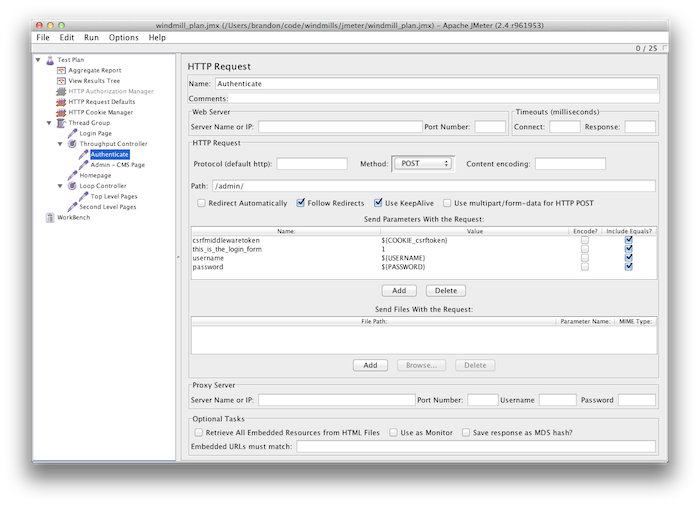 windmill_plan.jmx (/Users/brandon/code/windmills/jmeter/windmill_plan.jmx) - Apache JMeter (2.4 r961953)
File Edit Run Options Help
0 / 25
Test Plan
Aggregate Report
View Results Tree
HTTP Authorization Manager
HTTP Request Defaults
HTTP Cookie Manager
Thread Group
Login Page
Throughput Controller
Authenticate
Admin - CMS Page
Homepage
Loop Controller
Top Level Pages
Second Level Pages
WorkBench
HTTP Request
Name: Authenticate
Comments:
Web Server
Server Name or IP: Port Number:
Timeouts (milliseconds)
Connect: Response:
HTTP Request
Protocol (default http): Method: POST Content encoding:
Path: /admin/
Redirect Automatically Follow Redirects Use KeepAlive Use multipart/form-data for HTTP POST
Send Parameters With the Request:
Name: Value Encode? Include Equals?
csrfmiddlewaretoken ${COOKIE_csrftoken}
this_is_the_login_form 1
username ${USERNAME}
password ${PASSWORD}
Add Delete
Send Files With the Request:
File Path: Parameter Name: MIME Type:
Add Browse... Delete
Proxy Server
Server Name or IP: Port Number: Username Password
Optional Tasks
Retrieve All Embedded Resources from HTML Files Use as Monitor Save response as MD5 hash?
Embedded URLs must match: